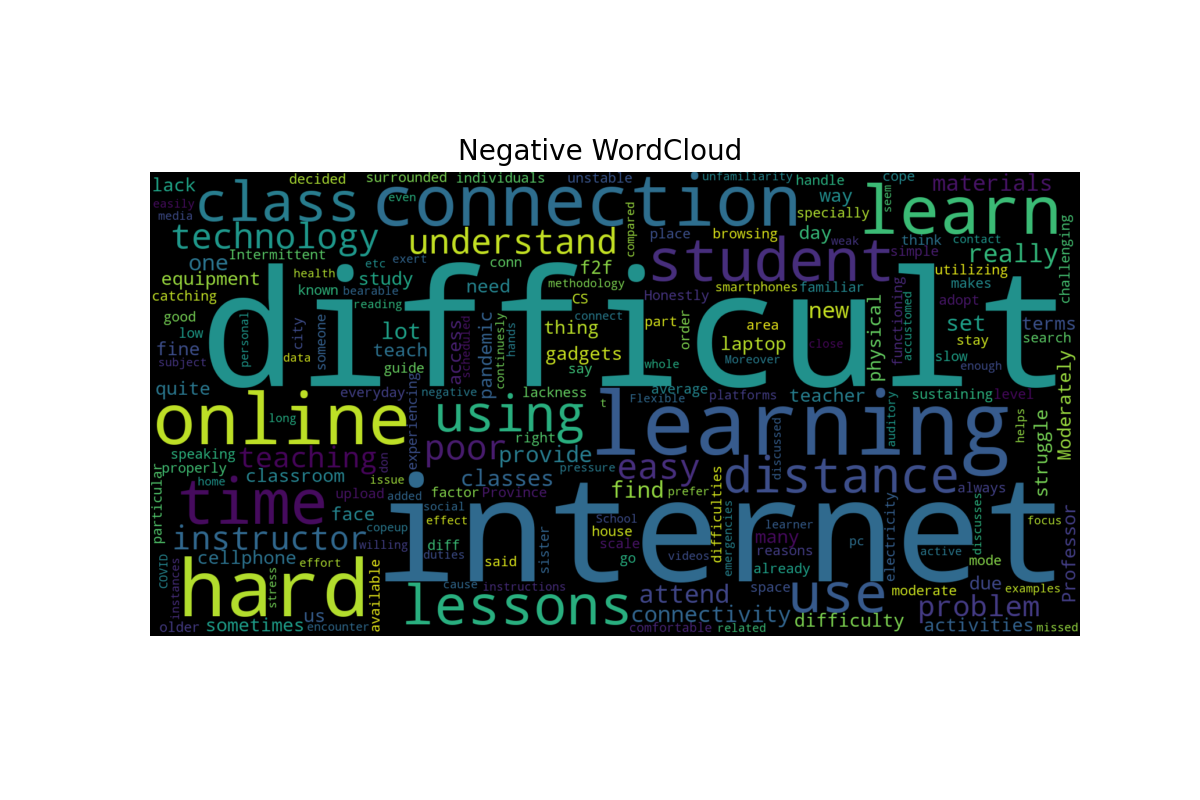 Negative WordCloud
lack
decided
surrounded
individuals
unstable
unfamiliarity
handle
cope
materials
easily
media
class
even
connection
compared
specially
way
seem
learn
technology
Intermittent
understand
place
browsing
day
weak
think
contact
really
challenging
one
health
etc
exert
conn
f2f
student
simple
utilizing
equipment
known
study
need
methodology
CS
Honestly
smartphones
familiar
makes
catching
bearable
reading
difficult
new
adopt
good
low
personal
city
someone
lot
access
scheduled
pandemic
continuesly
hands
thing
connect
part
order
area
laptop
physical
functioning
accustomed
set
terms
stay
search
fine
subject
data
teach
guide
gadgets
say
whole
Moreover
close
slow
enough
quite
everyday
negative
lackness
average
teacher
sustaining
level
Moderately
online
long
experiencing
using
t
Flexible
platforms
learning
discussed
auditory
helps
struggle
speaking
teaching
don
poor
right
provide
properly
particular
home
classroom
issue
classes
pressure
easy
distance
always
time
upload
added
factor
Province
find
prefer
difficulties
emergencies
face
social
effect
School
house
scale
internet
many
reasons
learner
pc
electricity
active
discusses
focus
instructor
copeup
willing
diff
duties
said
sister
go
videos
already
mode
Professor
COVID
instances
cellphone
effort
stress
hard
available
cause
instructions
attend
space
use
moderate
due
examples
us
lessons
connectivity
problem
older
sometimes
encounter
comfortable
related
difficulty
activities
missed